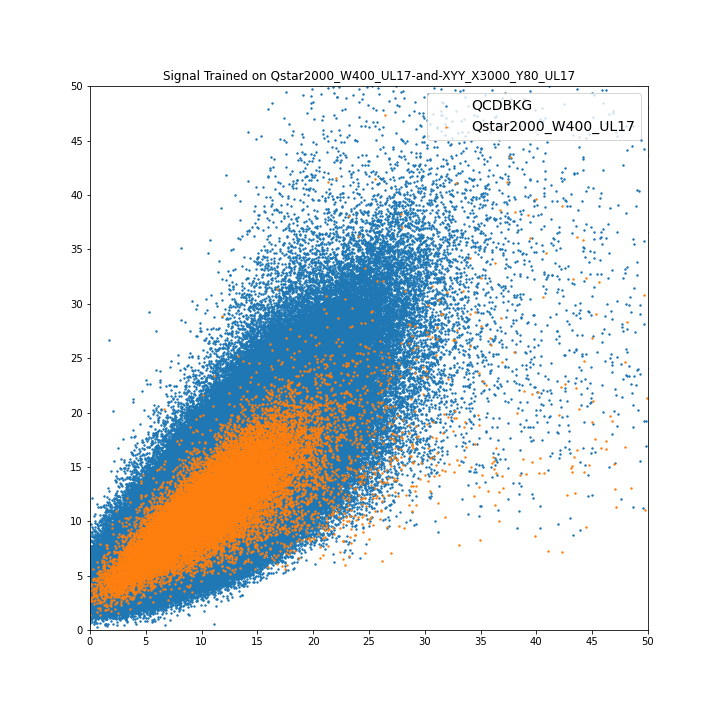 Signal Trained on Qstar2000_W400_UL17-and-XYY_X3000_Y80_UL17
QCDBKG
Qstar2000_W400_UL17
50
45
40
35
30
25
20
15
10
5
0
0 5 10 15 20 25 30 35 40 45 50